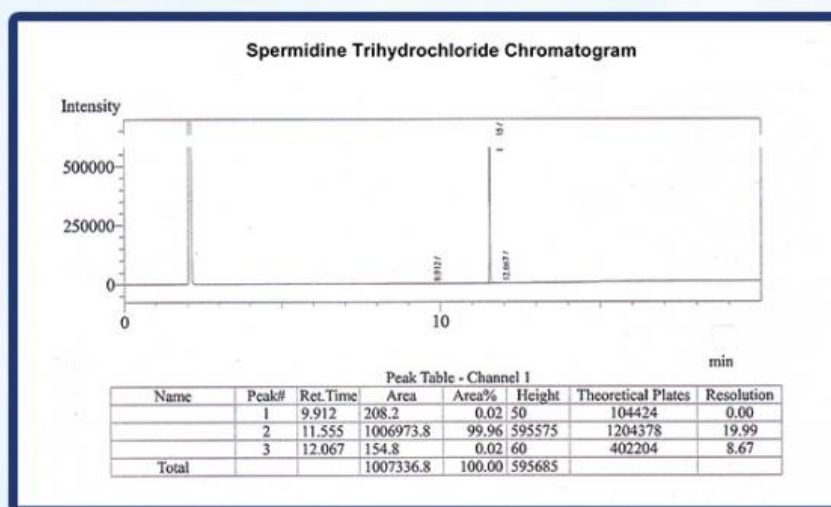 Spermidine Trihydrochloride Chromatogram
Intensity
500000
250000
0
9.912 /
12.067 /
0
10
min
Peak Table - Channel 1
Name Peak# Ret.Time Area Area% Height Theoretical Plates Resolution
1 9.912 208.2 0.02 50 104424 0.00
2 11.555 1006973.8 99.96 595575 1204378 19.99
3 12.067 154.8 0.02 60 402204 8.67
Total 1007336.8 100.00 595685